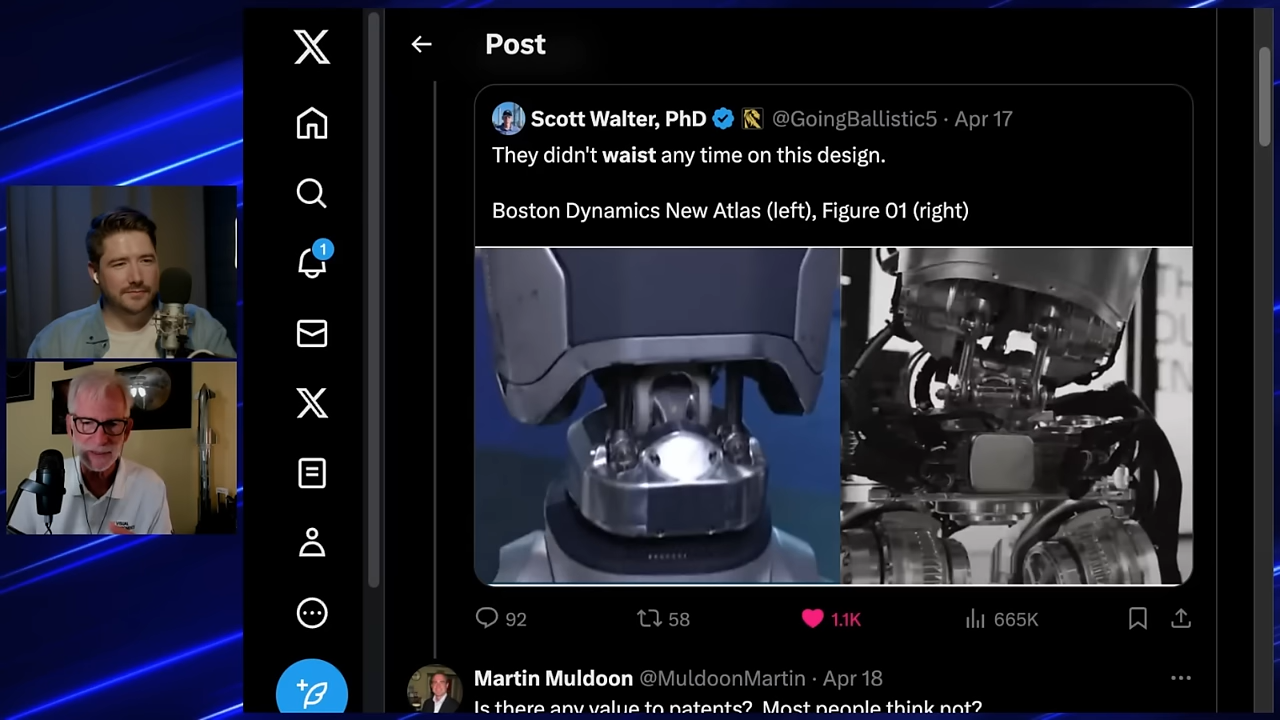 Post
Scott Walter, PhD @GoingBallistic5 · Apr 17
They didn't waist any time on this design.
Boston Dynamics New Atlas (left), Figure 01 (right)
1
92 58 1.1K 665K
Martin Muldoon @MuldoonMartin · Apr 18
Is there any value to patents? Most people think not?